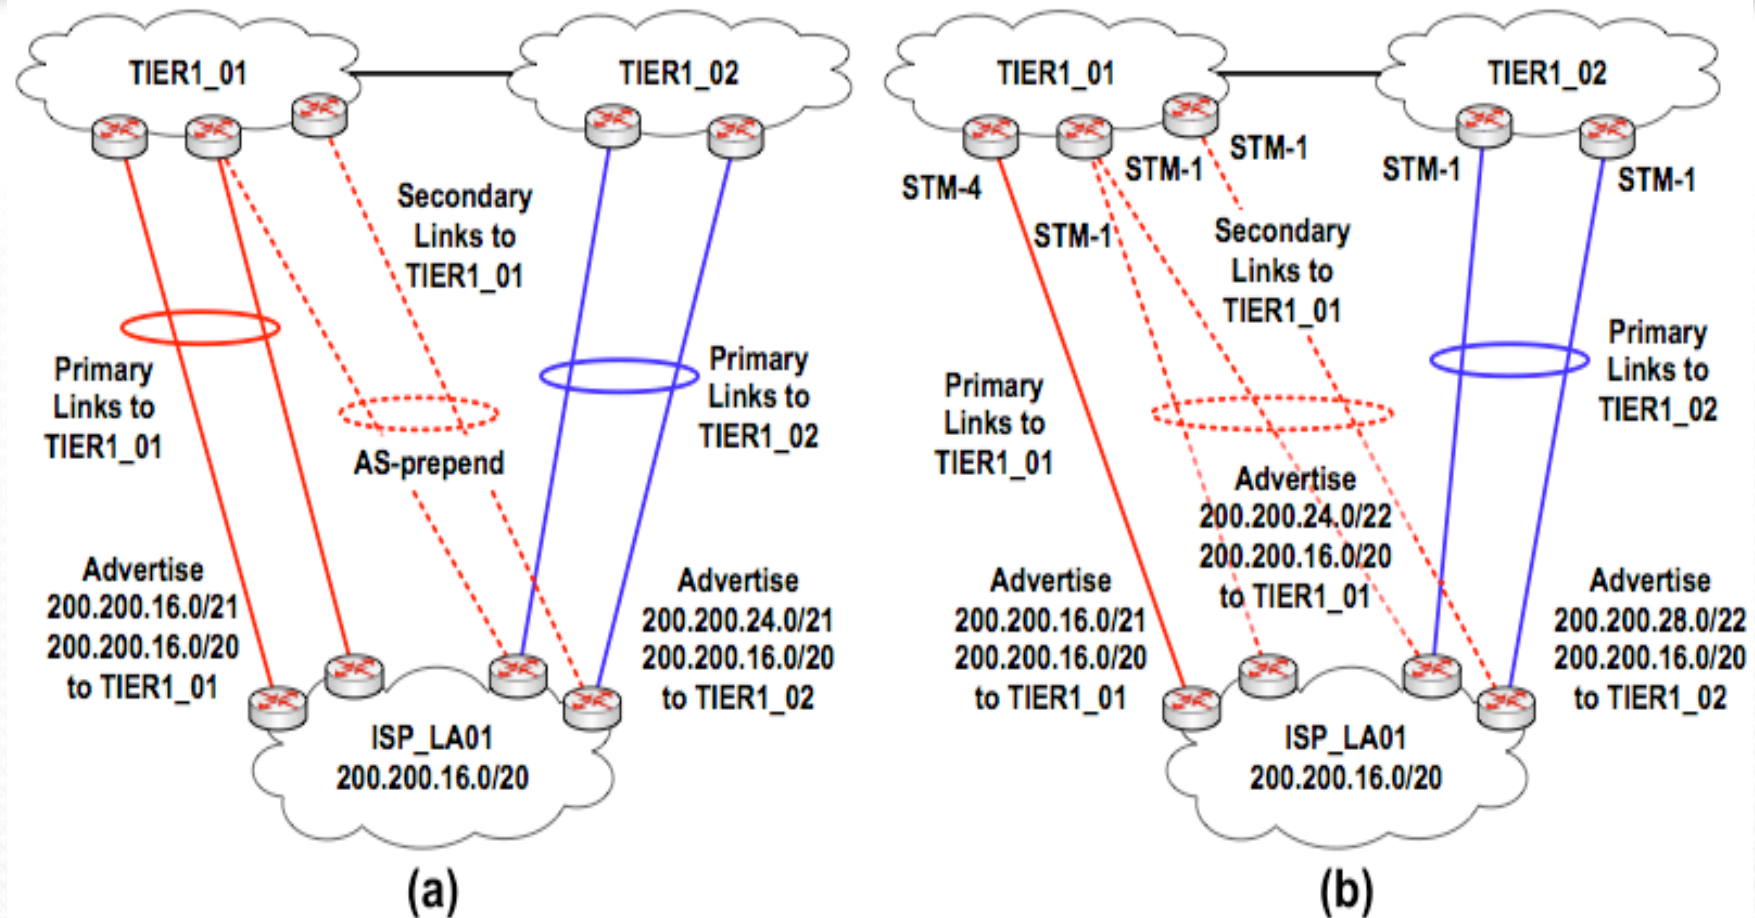 TIER1_01
TIER1_02
Secondary
Links to
TIER1_01
Primary
Links to
TIER1_01
Primary
Links to
TIER1_02
AS-prepend
Advertise
200.200.16.0/21
200.200.16.0/20
to TIER1_01
Advertise
200.200.24.0/21
200.200.16.0/20
to TIER1_02
ISP_LA01
200.200.16.0/20
(a)
TIER1_01
TIER1_02
STM-4
STM-1
STM-1
STM-1
STM-1
STM-1
Secondary
Links to
TIER1_01
Primary
Links to
TIER1_01
Primary
Links to
TIER1_02
Advertise
200.200.24.0/22
200.200.16.0/20
to TIER1_01
Advertise
200.200.16.0/21
200.200.16.0/20
to TIER1_01
Advertise
200.200.28.0/22
200.200.16.0/20
to TIER1_02
ISP_LA01
200.200.16.0/20
(b)